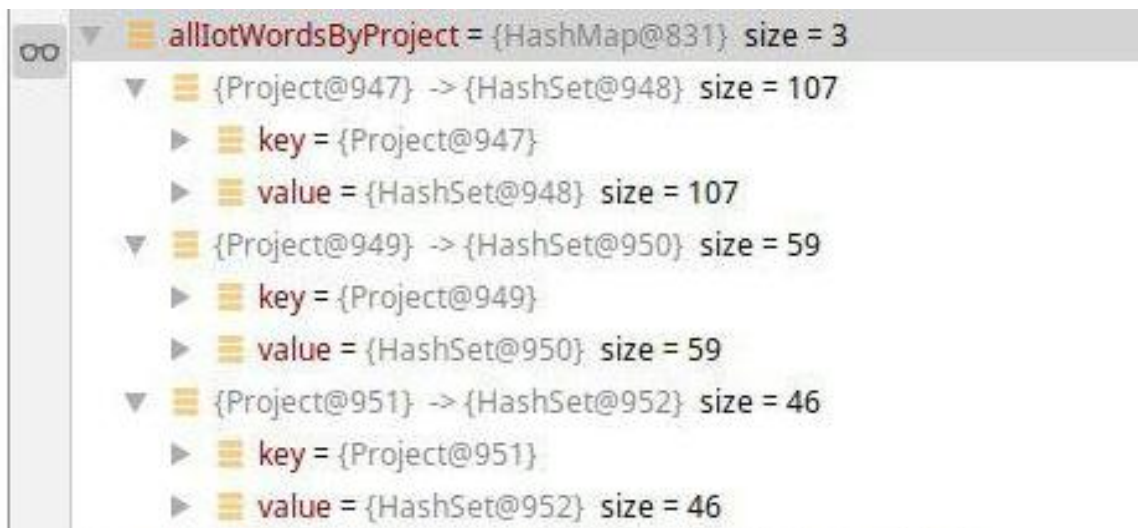 allIotWordsByProject = {HashMap@831} size = 3
{Project@947} -> {HashSet@948} size = 107
key = {Project@947}
value = {HashSet@948} size = 107
{Project@949} -> {HashSet@950} size = 59
key = {Project@949}
value = {HashSet@950} size = 59
{Project@951} -> {HashSet@952} size = 46
key = {Project@951}
value = {HashSet@952} size = 46